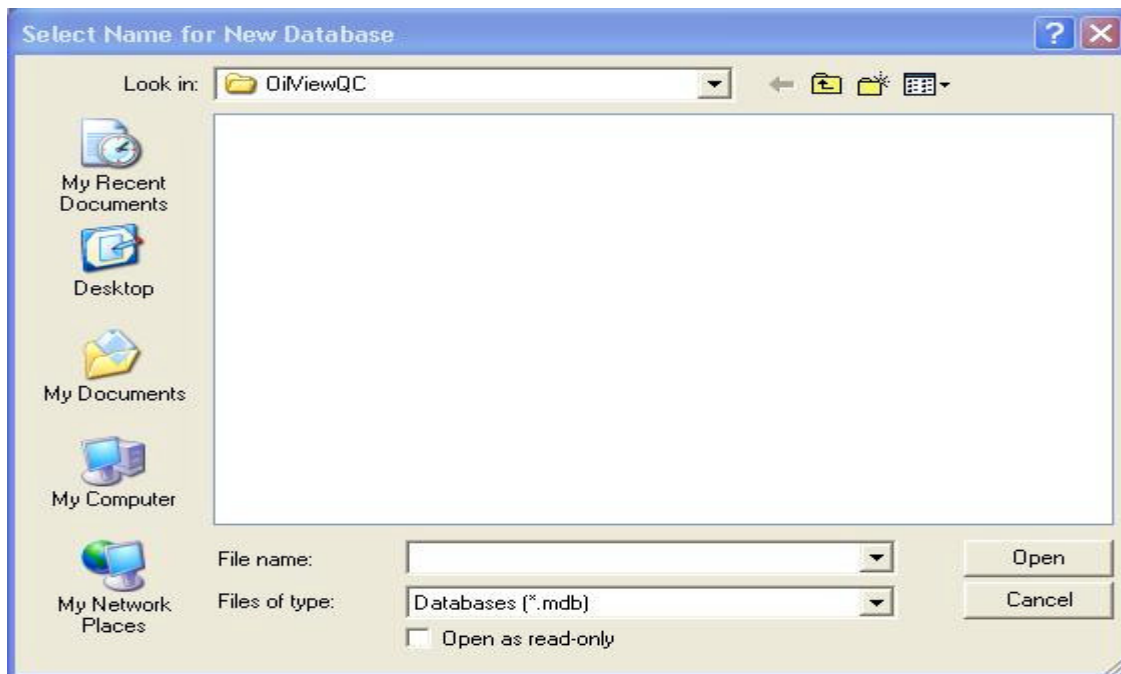 Select Name for New Database
Look in: OilViewQC
My Recent
Documents
Desktop
My Documents
My Computer
My Network
Places
File name:
Open
Files of type: Databases (*.mdb)
Cancel
Open as read-only